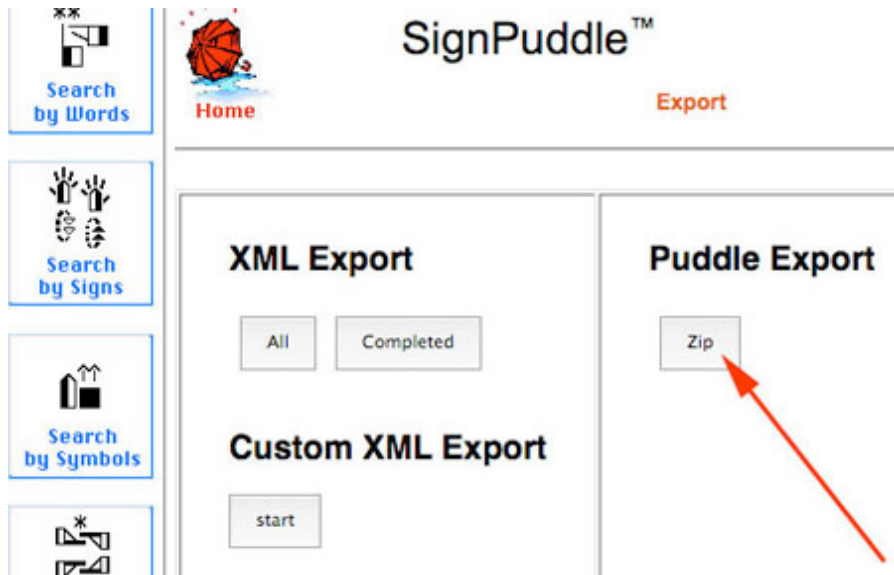 SignPuddle™
Home
Export
Search
by Words
Search
by Signs
Search
by Symbols
XML Export
All
Completed
Custom XML Export
start
Puddle Export
Zip